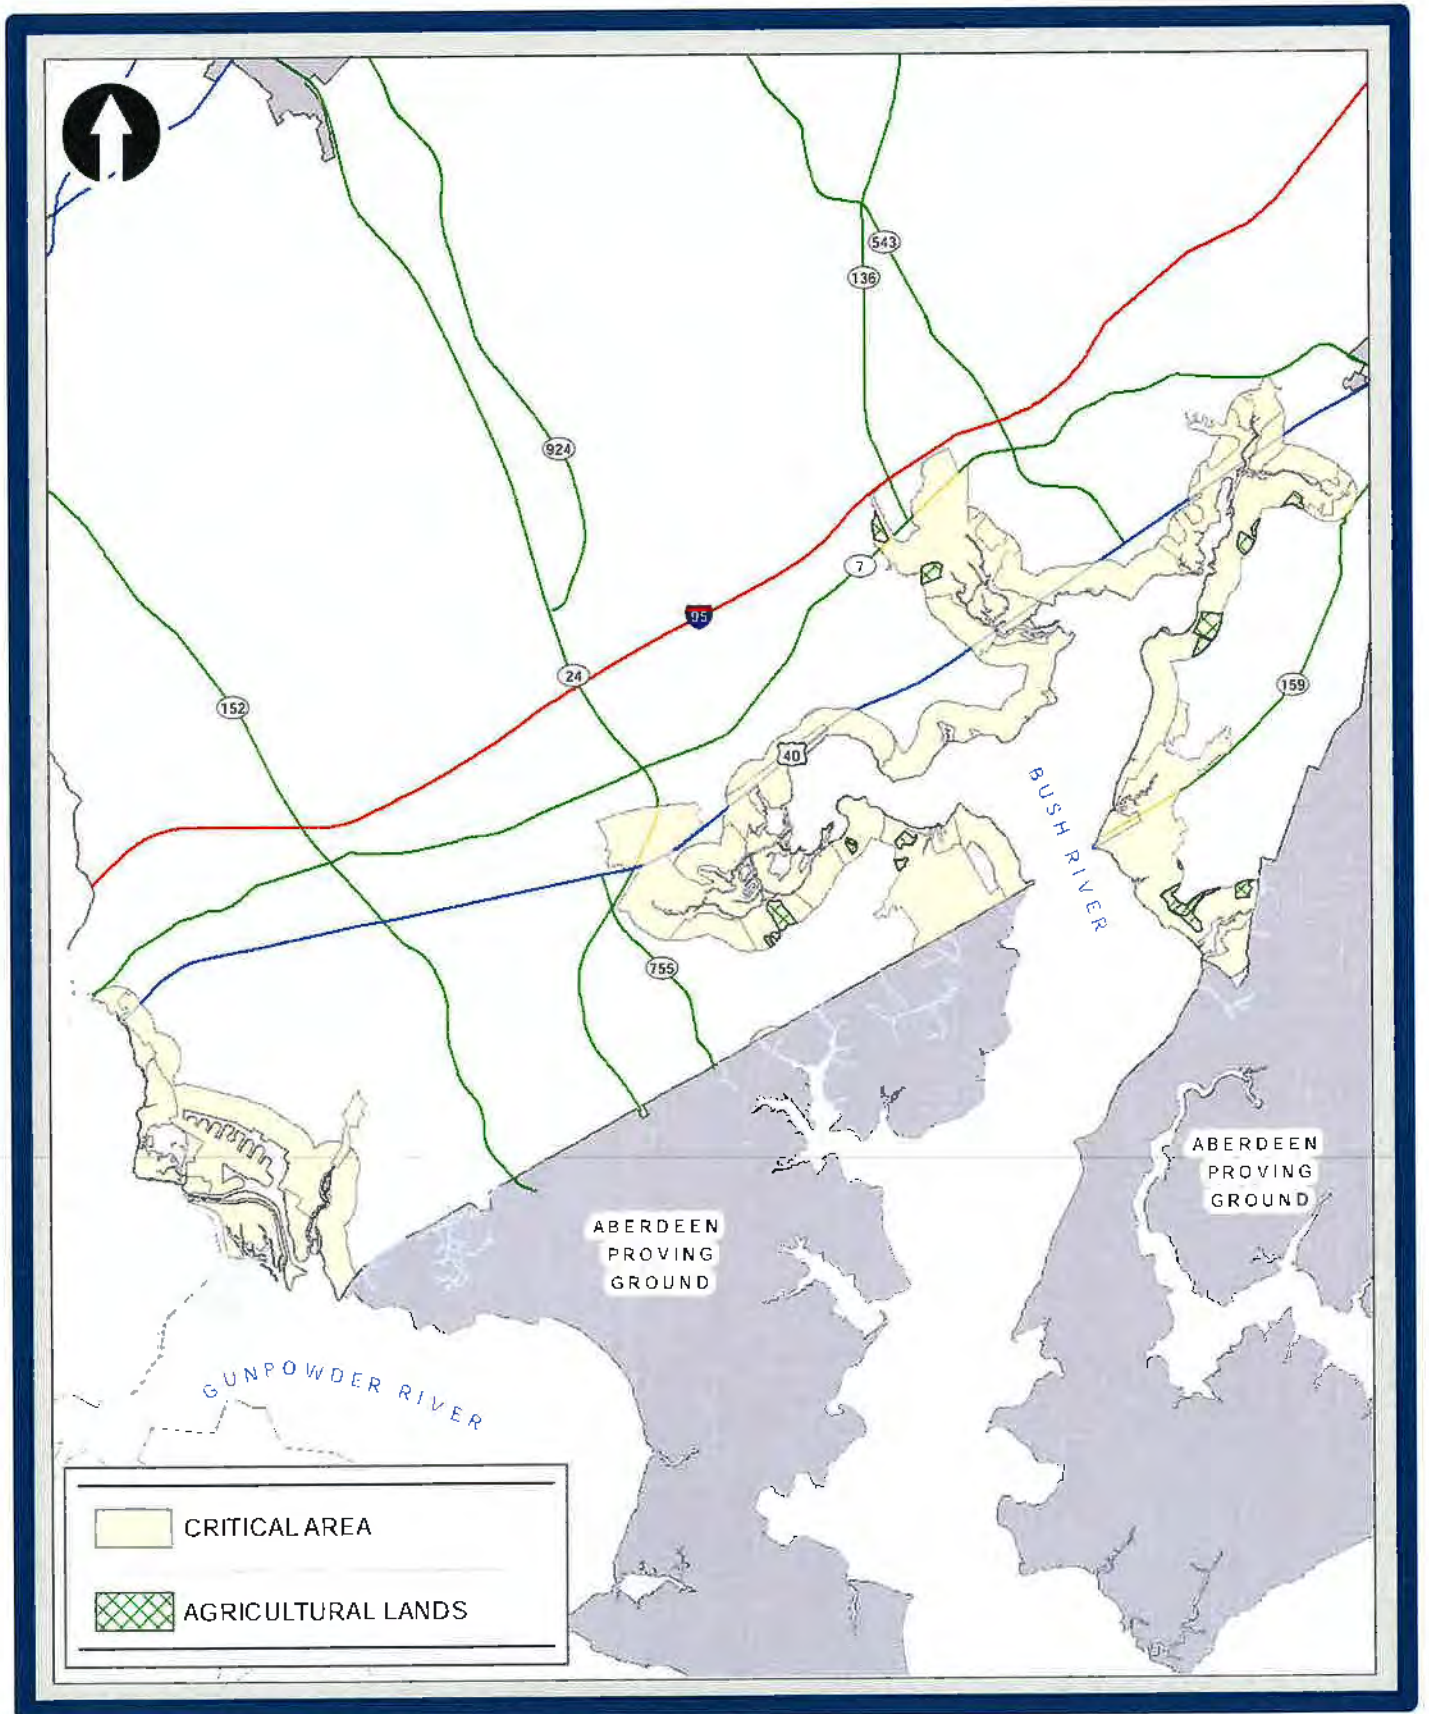 543
136
924
7
95
24
159
152
40
BUSH RIVER
755
ABERDEEN
PROVING
GROUND
ABERDEEN
PROVING
GROUND
GUNPOWDER RIVER
CRITICAL AREA
AGRICULTURAL LANDS